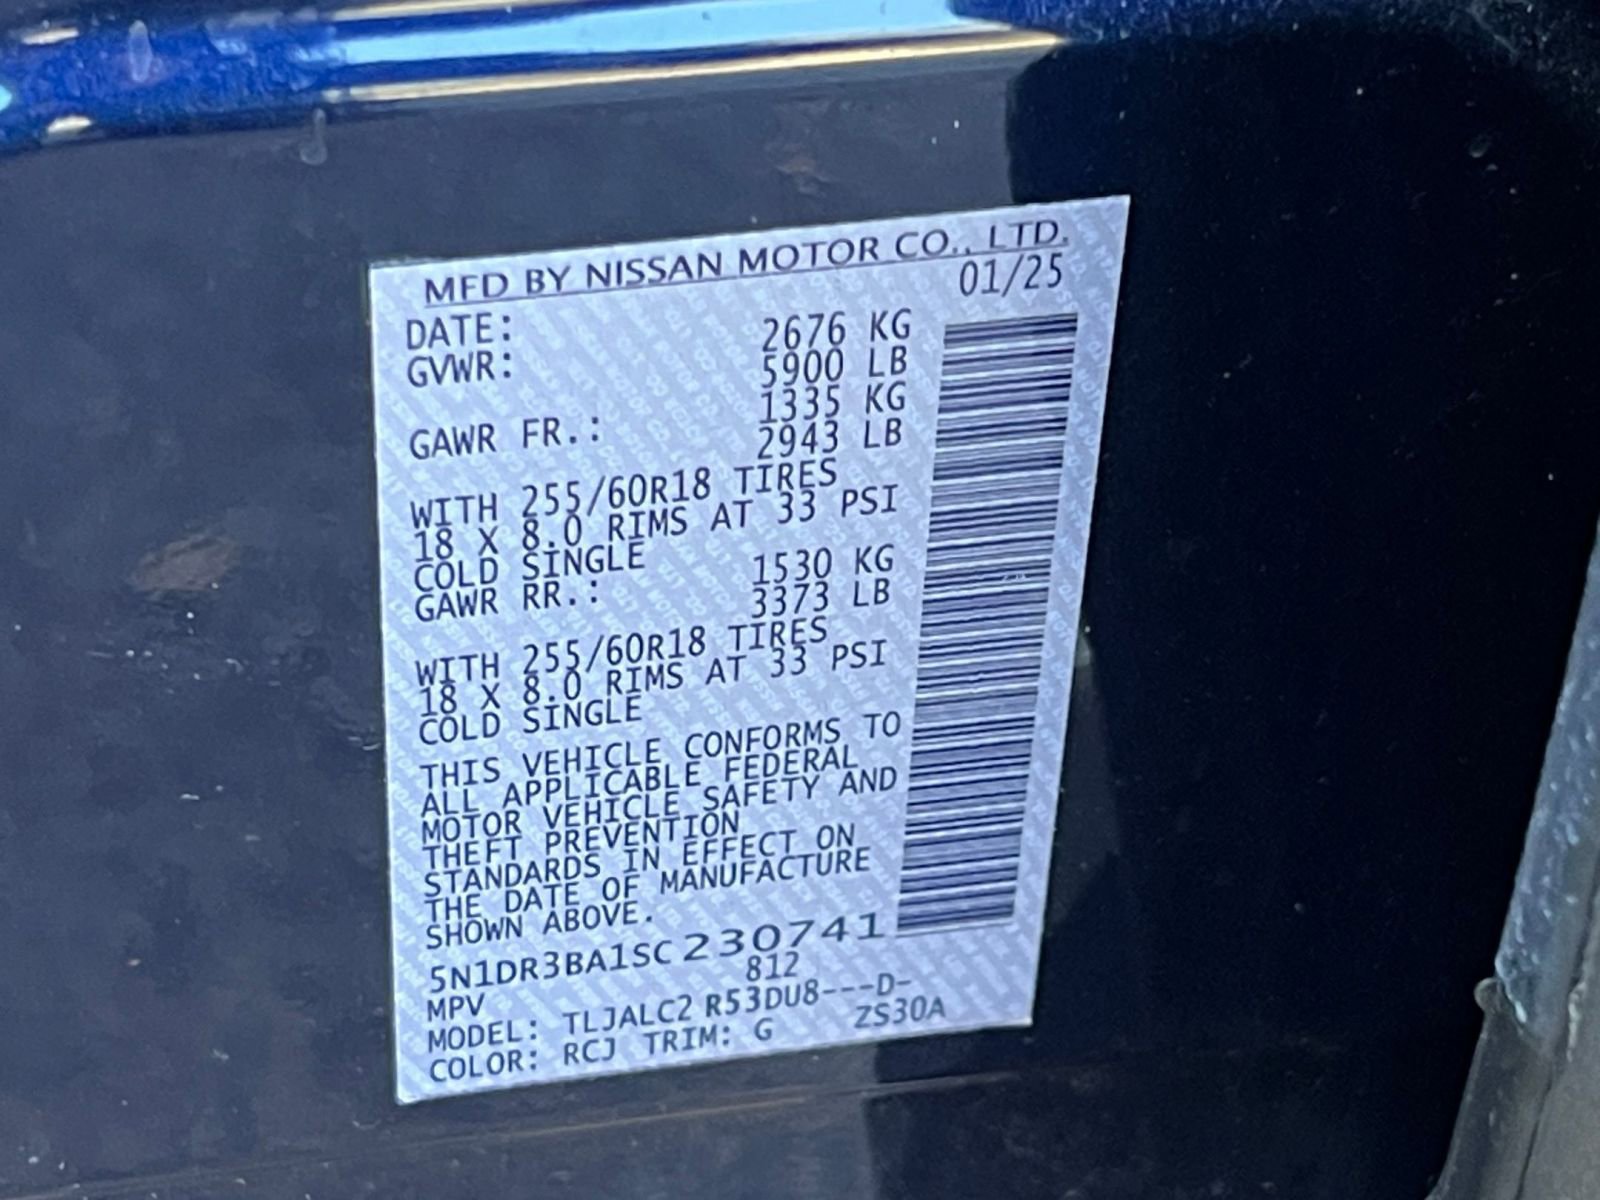 MFD BY NISSAN MOTOR CO., LTD.
DATE: 01/25
GVWR: 2676 KG
5900 LB
GAWR FR.: 1335 KG
2943 LB
WITH 255/60R18 TIRES
18 X 8.0 RIMS AT 33 PSI
COLD SINGLE
GAWR RR.: 1530 KG
3373 LB
WITH 255/60R18 TIRES
18 X 8.0 RIMS AT 33 PSI
COLD SINGLE
THIS VEHICLE CONFORMS TO
ALL APPLICABLE FEDERAL
MOTOR VEHICLE SAFETY AND
THEFT PREVENTION
STANDARDS IN EFFECT ON
THE DATE OF MANUFACTURE
SHOWN ABOVE.
5N1DR3BA1SC230741
MPV 812
MODEL: TLJALC2 R53DU8---D-
COLOR: RCJ TRIM: G ZS30A